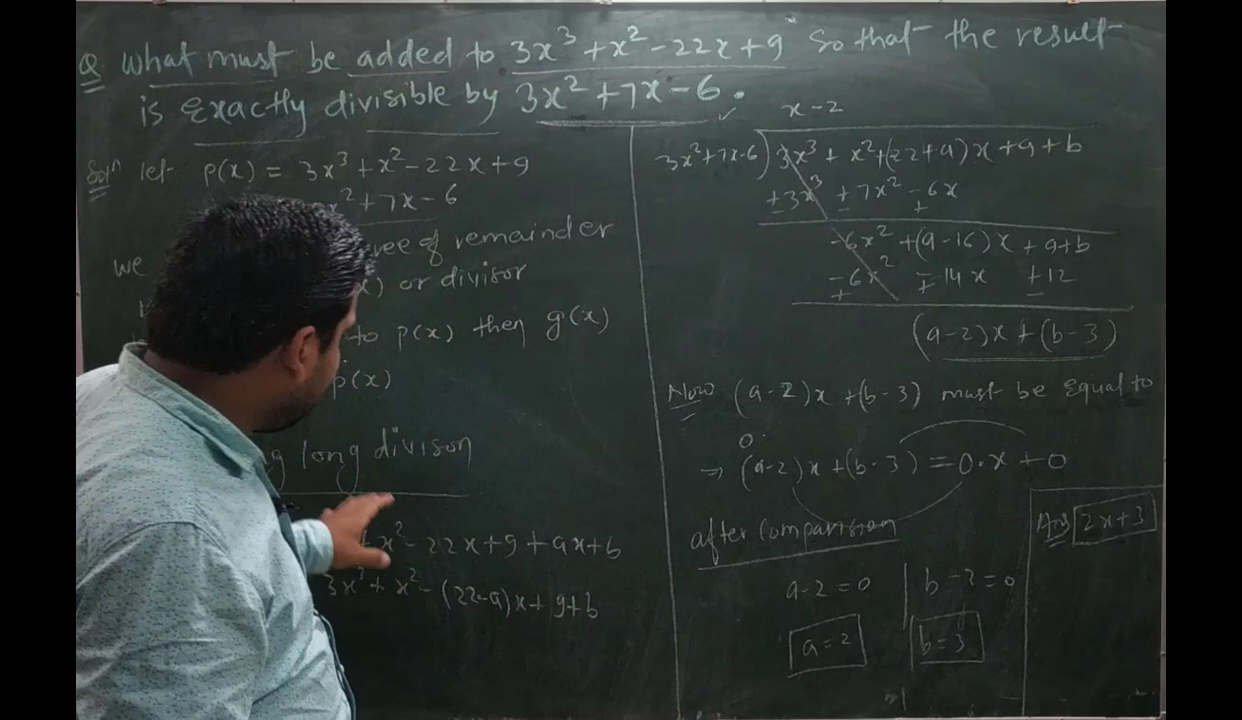 Q What must be added to 3x³ + x² - 22x + 9 so that the result
is exactly divisible by 3x² + 7x - 6.
Solⁿ let p(x) = 3x³ + x² - 22x + 9
x² + 7x - 6
we of remainder
x) or divisor
to p(x) then g(x)
p(x)
long divison
x² - 22x + 9 + ax + b
3x³ + x² - (22-a)x + 9 + b
x - 2
3x² + 7x - 6 ) 3x³ + x² + (22+a)x + 9 + b
+3x³ + 7x² - 6x
- - +
-6x² + (a-16)x + 9 + b
-6x² - 14x + 12
+ + -
(a-2)x + (b-3)
Now (a-2)x + (b-3) must be equal to
0.
⇒ (a-2)x + (b-3) = 0·x + 0
after comparision
a-2=0 | b-3=0
a=2 b=3
Ans 2x+3